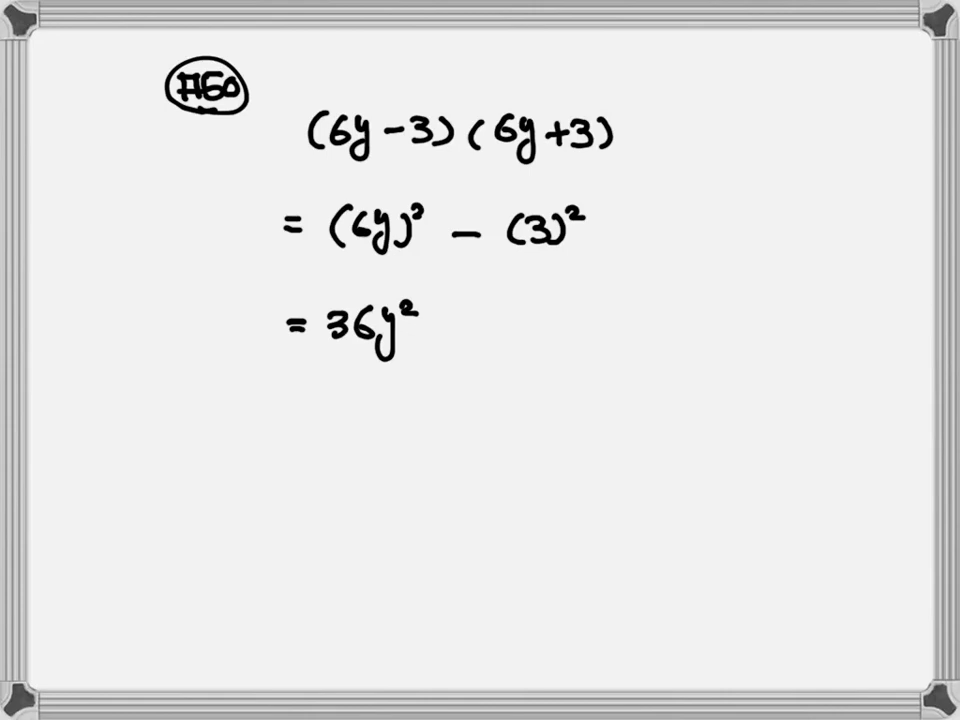 #60
(6y - 3) (6y + 3)
= (6y)² - (3)²
= 36y²